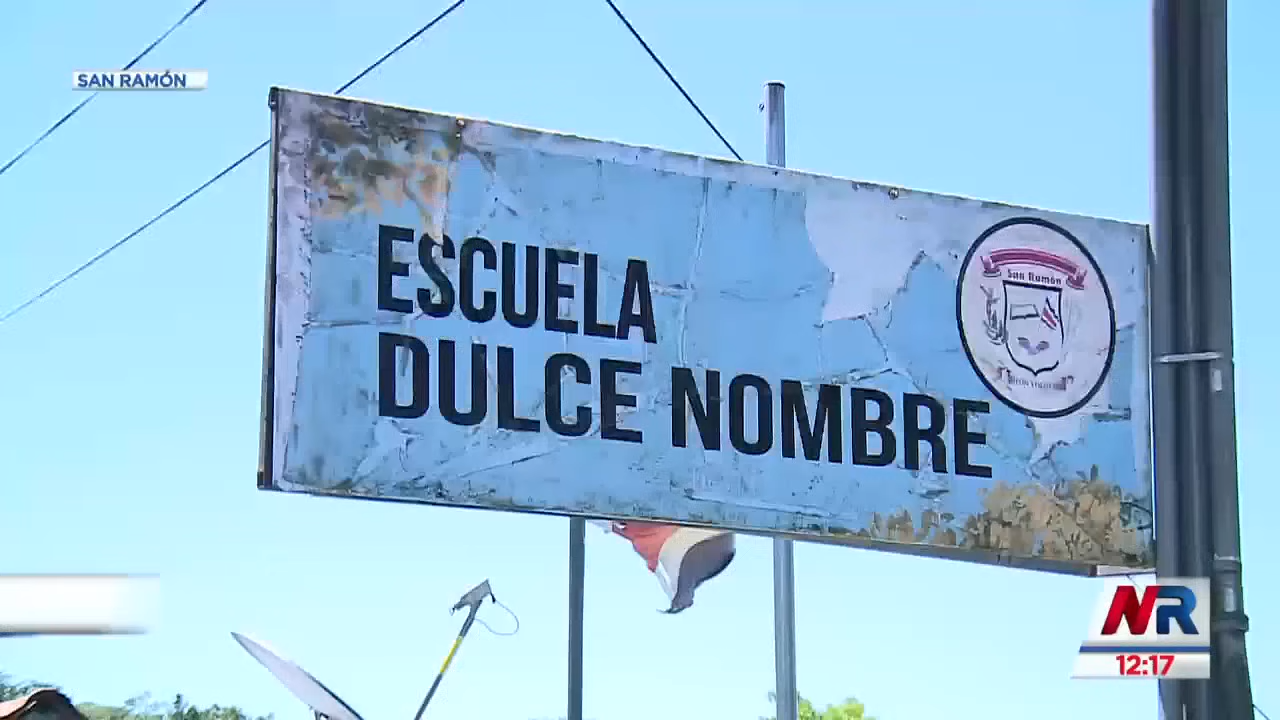 SAN RAMÓN
ESCUELA
DULCE NOMBRE
San Ramón
NR
12:17